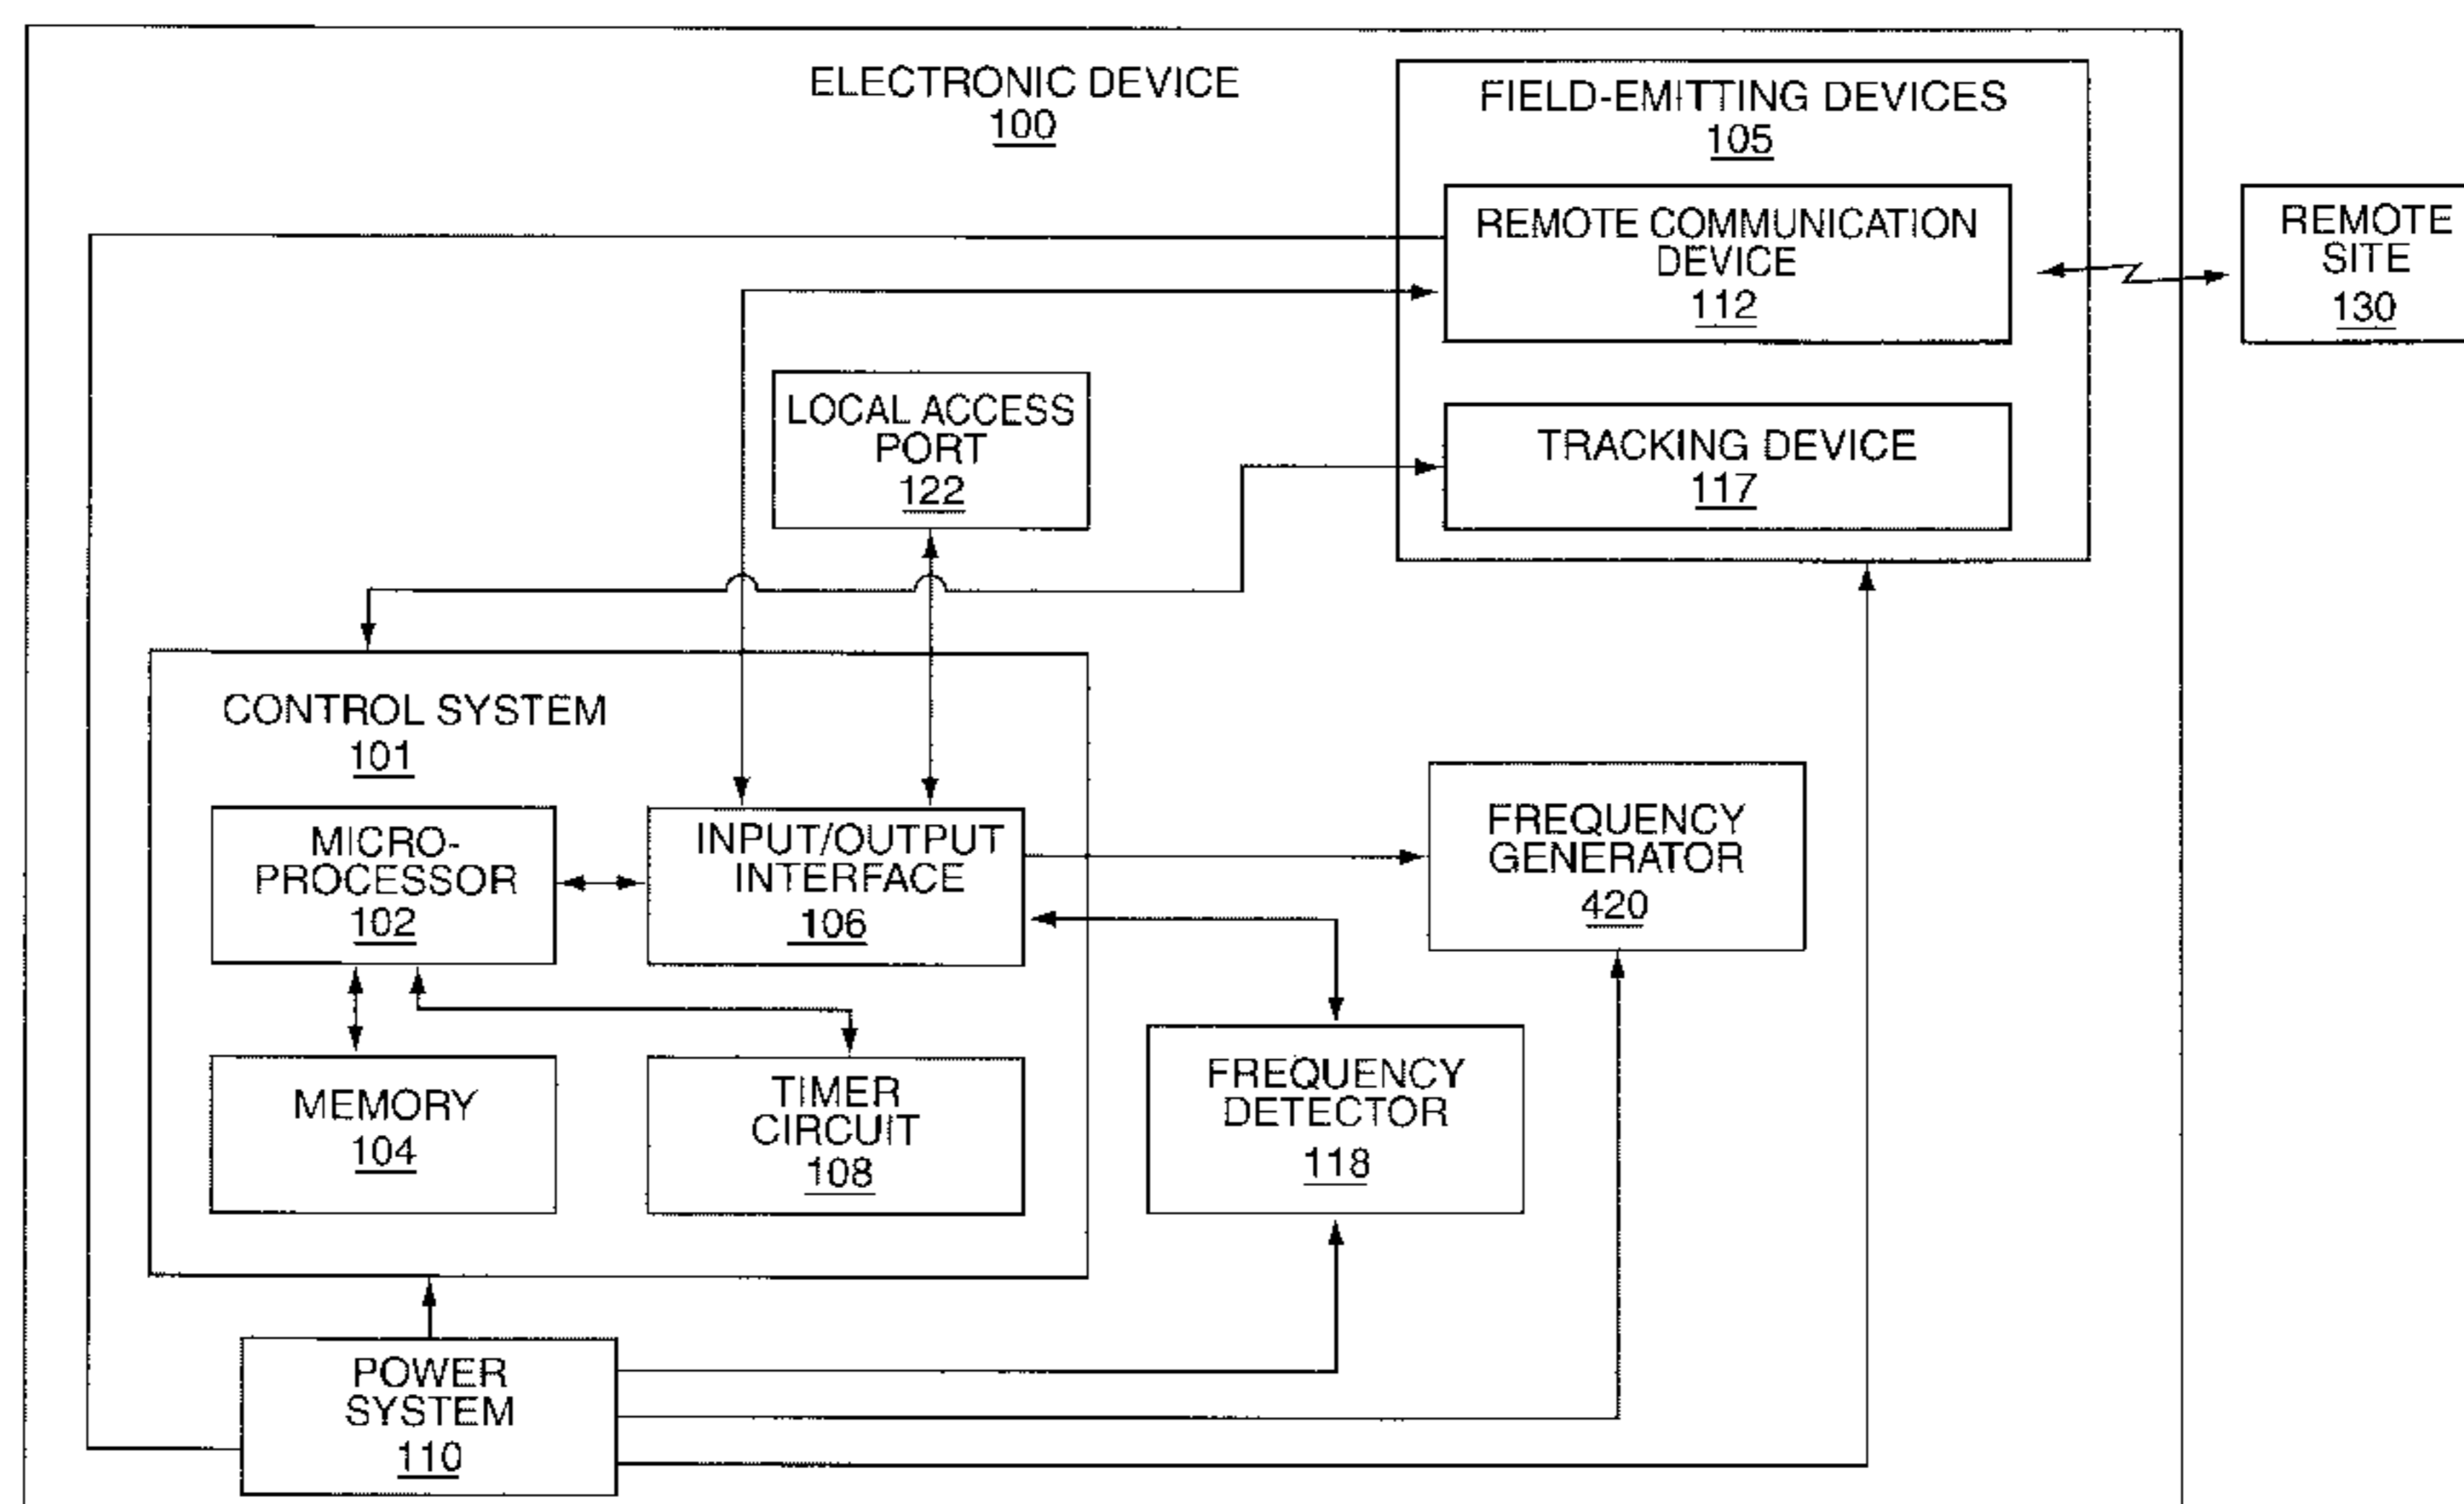 ELECTRONIC DEVICE
100
FIELD-EMITTING DEVICES
105
REMOTE COMMUNICATION
DEVICE
112
REMOTE
SITE
130
LOCAL ACCESS
PORT
122
TRACKING DEVICE
117
CONTROL SYSTEM
101
MICRO-
PROCESSOR
102
INPUT/OUTPUT
INTERFACE
106
FREQUENCY
GENERATOR
420
MEMORY
104
TIMER
CIRCUIT
108
FREQUENCY
DETECTOR
118
POWER
SYSTEM
110